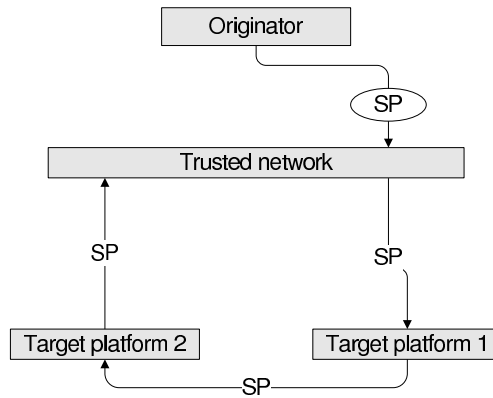 Originator
SP
Trusted network
SP
SP
Target platform 2
Target platform 1
SP